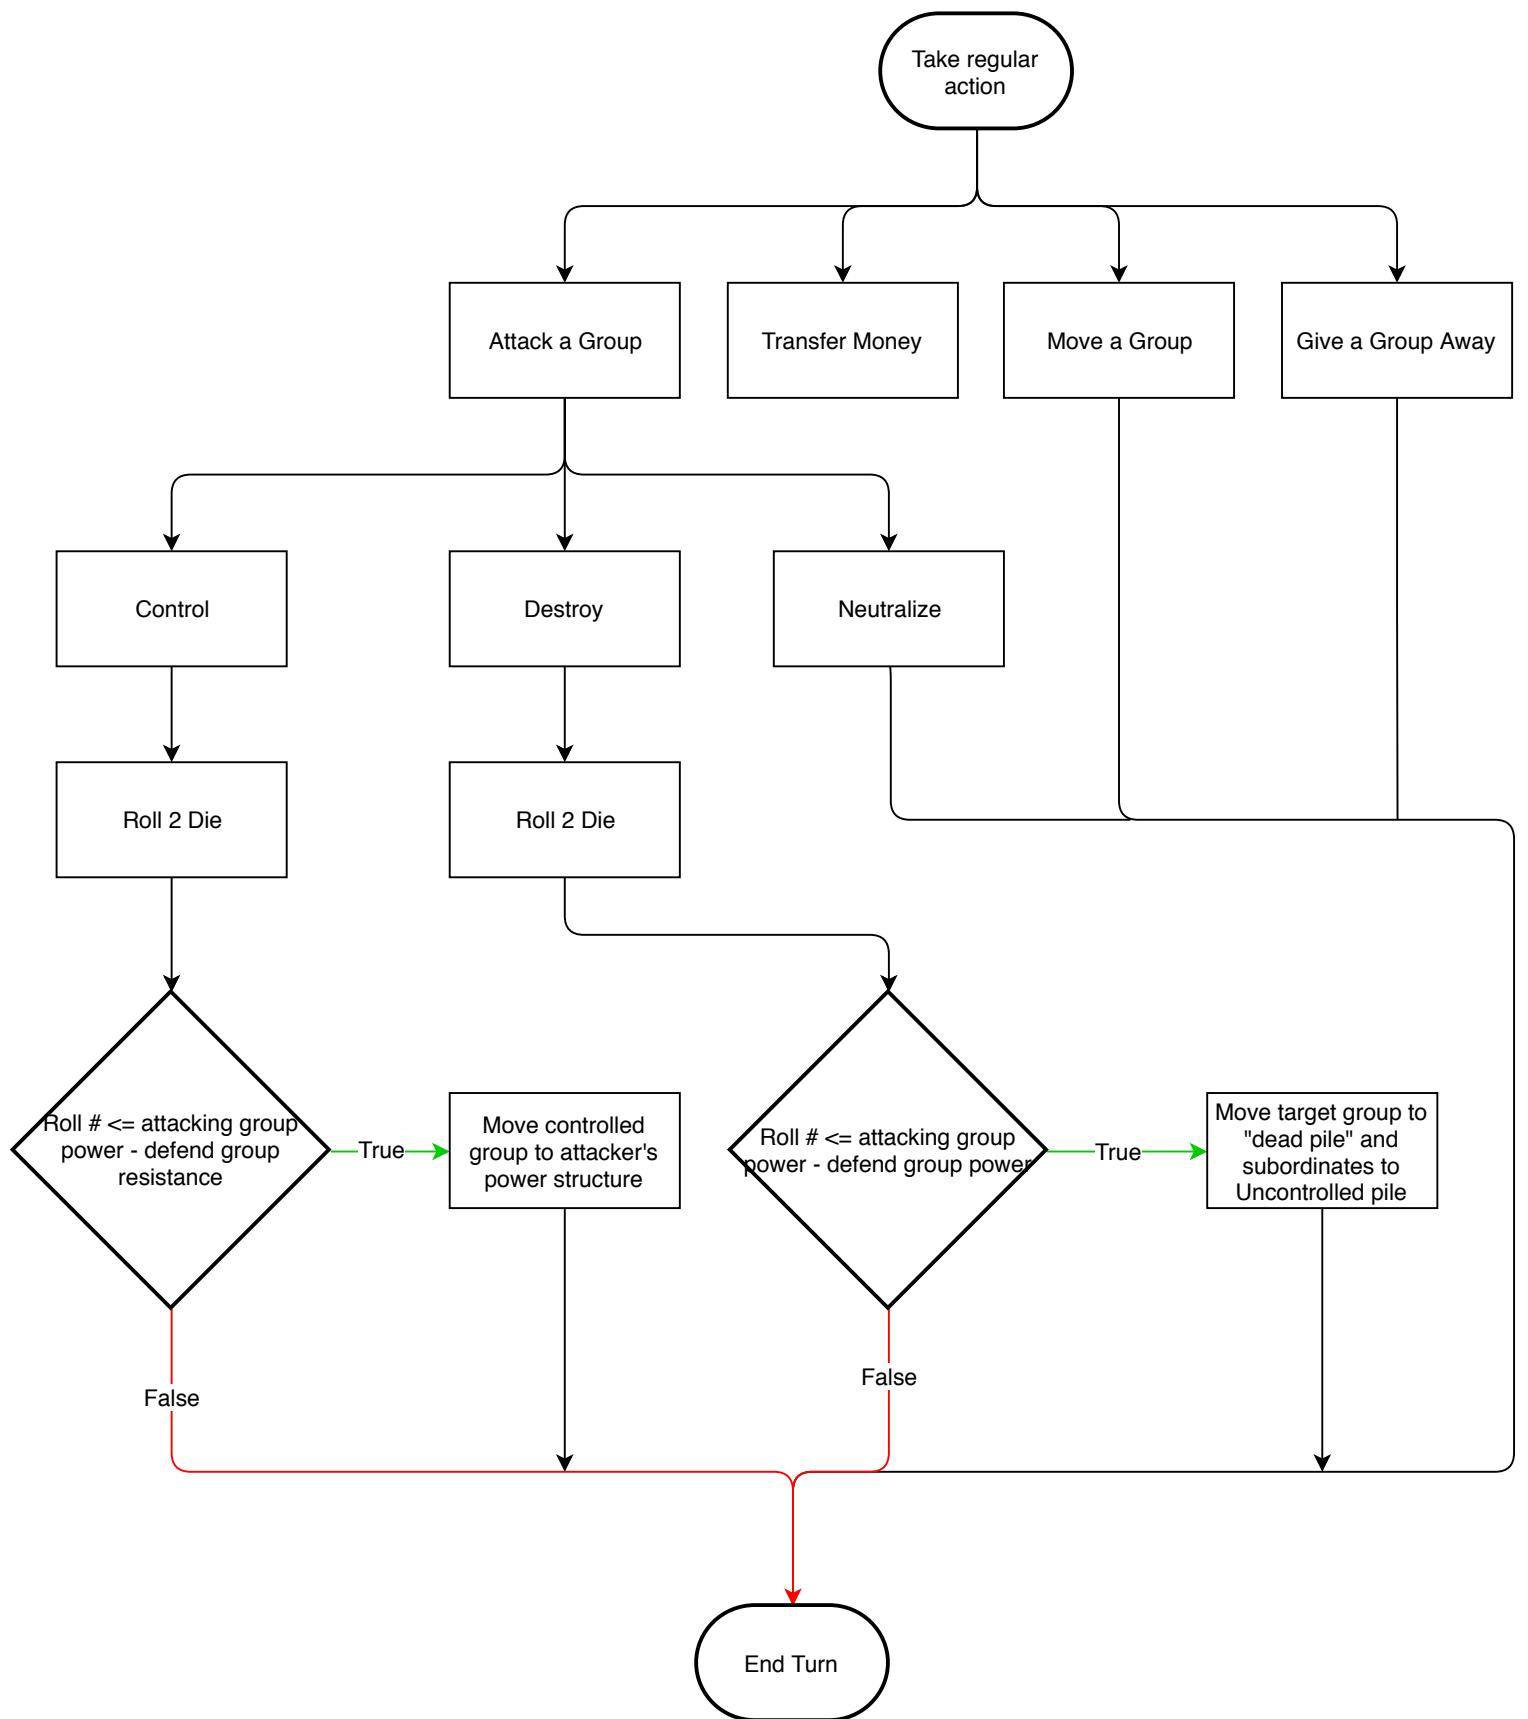 Take regular
action
Attack a Group
Transfer Money
Move a Group
Give a Group Away
Control
Destroy
Neutralize
Roll 2 Die
Roll 2 Die
Roll # <= attacking group
power - defend group
resistance
True
Move controlled
group to attacker's
power structure
Roll # <= attacking group
power - defend group power
True
Move target group to
"dead pile" and
subordinates to
Uncontrolled pile
False
False
End Turn